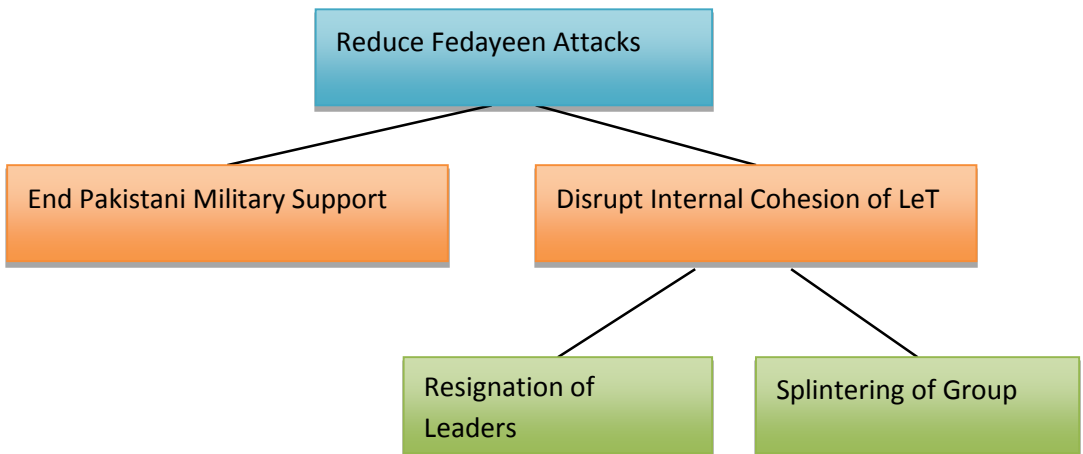 Reduce Fedayeen Attacks
End Pakistani Military Support
Disrupt Internal Cohesion of LeT
Resignation of
Leaders
Splintering of Group